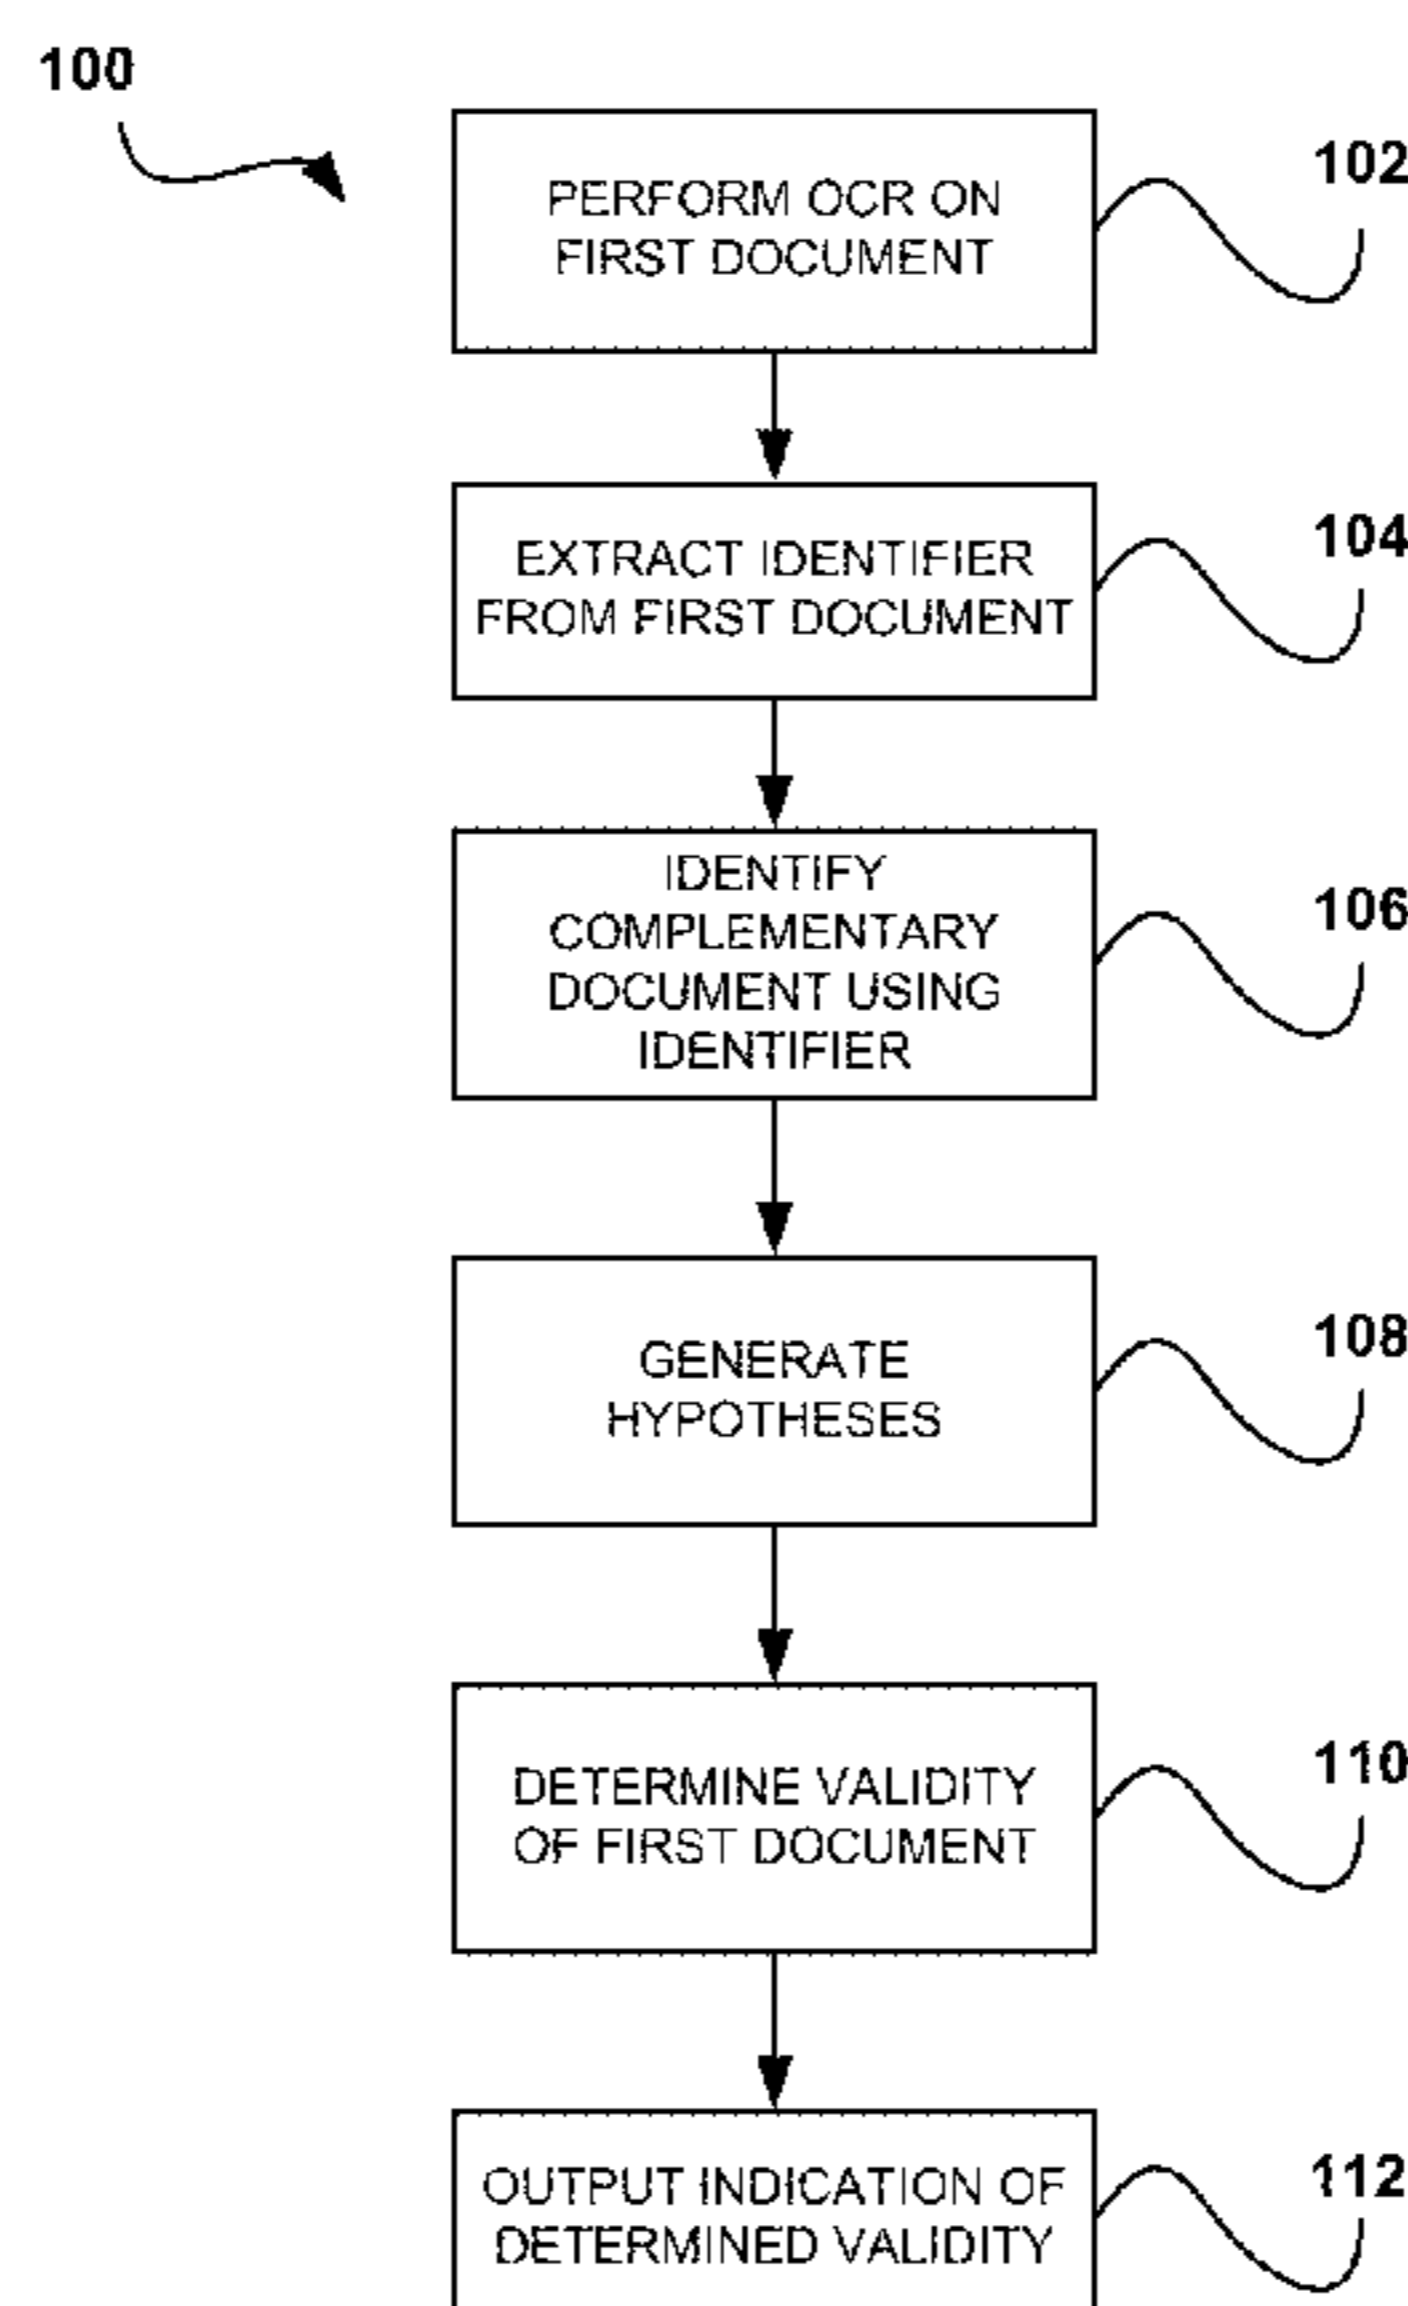 100
PERFORM OCR ON
FIRST DOCUMENT
102
EXTRACT IDENTIFIER
FROM FIRST DOCUMENT
104
IDENTIFY
COMPLEMENTARY
DOCUMENT USING
IDENTIFIER
106
GENERATE
HYPOTHESES
108
DETERMINE VALIDITY
OF FIRST DOCUMENT
110
OUTPUT INDICATION OF
DETERMINED VALIDITY
112